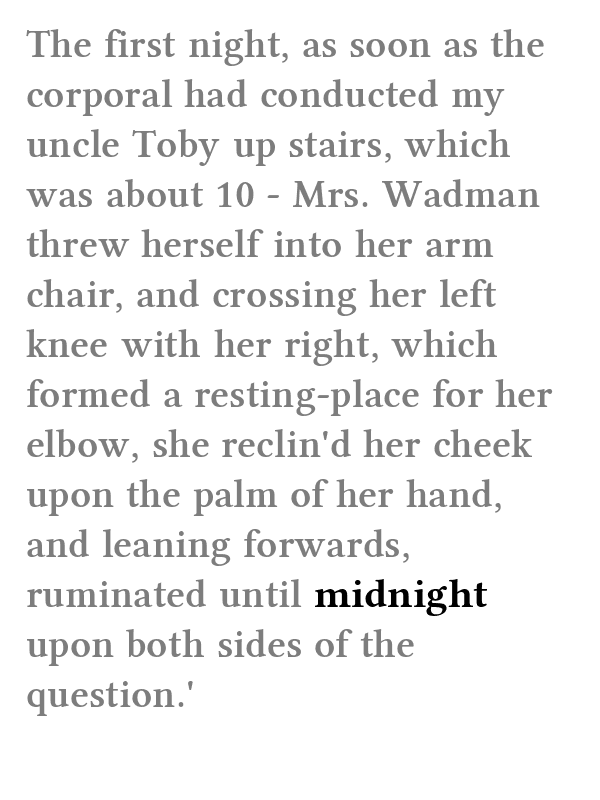 The first night, as soon as the
corporal had conducted my
uncle Toby up stairs, which
was about 10 - Mrs. Wadman
threw herself into her arm
chair, and crossing her left
knee with her right, which
formed a resting-place for her
elbow, she reclin'd her cheek
upon the palm of her hand,
and leaning forwards,
ruminated until midnight
upon both sides of the
question.'